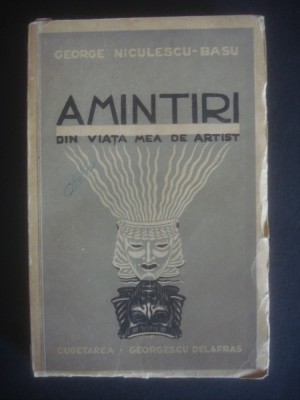 GEORGE NICULESCU-BASU
AMINTIRI
DIN VIAȚA MEA DE ARTIST
CUGETAREA - GEORGESCU DELAFRAS